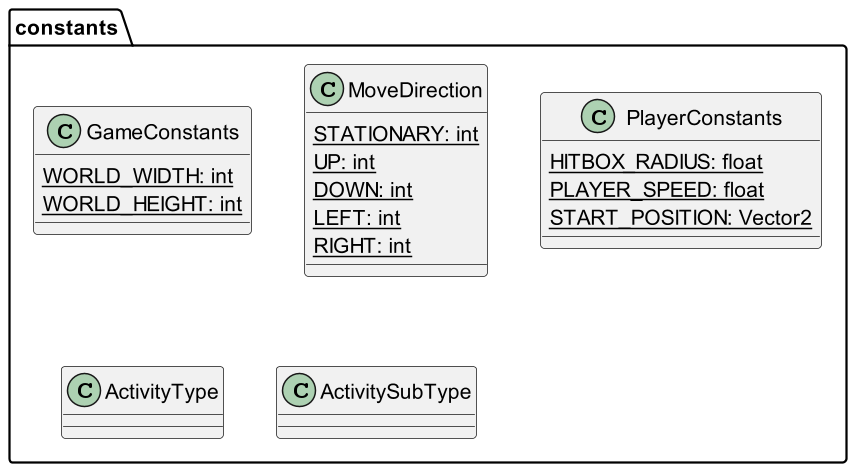 constants
C GameConstants
WORLD_WIDTH: int
WORLD_HEIGHT: int
C MoveDirection
STATIONARY: int
UP: int
DOWN: int
LEFT: int
RIGHT: int
C PlayerConstants
HITBOX_RADIUS: float
PLAYER_SPEED: float
START_POSITION: Vector2
C ActivityType
C ActivitySubType